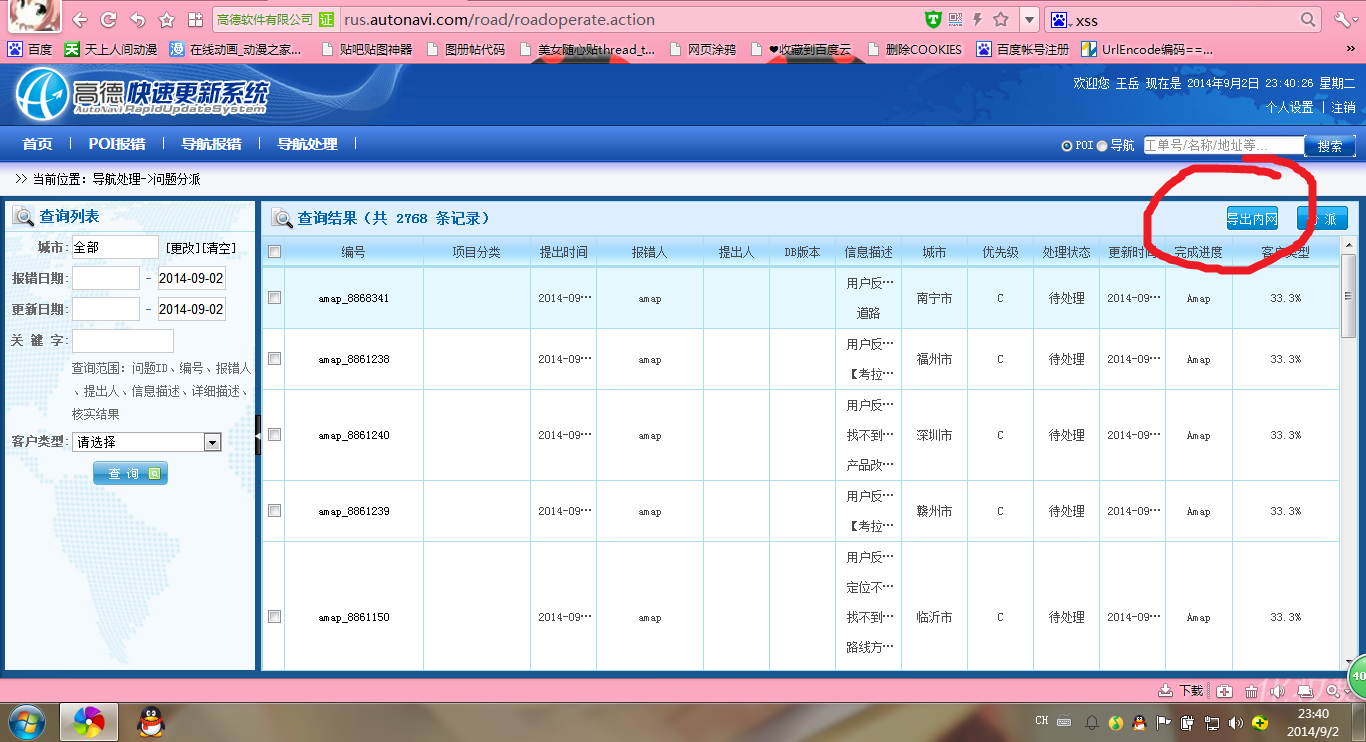 高德软件有限公司 证 rus.autonavi.com/road/roadoperate.action xss
百度 天上人间动漫 在线动画_动漫之家... 贴吧贴图神器 图册帖代码 美女随心贴thread_t... 网页涂鸦 ❤收藏到百度云 删除COOKIES 百度帐号注册 UrlEncode编码==... »
高德快速更新系统
AutoNavi RapidUpdateSystem
欢迎您 王岳 现在是 2014年9月2日 23:40:26 星期二
个人设置 | 注销
首页 | POI报错 | 导航报错 | 导航处理 |
POI 导航 工单号/名称/地址等... 搜索
>> 当前位置: 导航处理->问题分派
查询列表
城市: 全部 [更改][清空]
报错日期: - 2014-09-02
更新日期: - 2014-09-02
关 键 字:
查询范围: 问题ID、编号、报错人
、提出人、信息描述、详细描述、
核实结果
客户类型: 请选择
查 询
查询结果（共 2768 条记录）
导出内网 派
编号 项目分类 提出时间 报错人 提出人 DB版本 信息描述 城市 优先级 处理状态 更新时间 完成进度 客户类型
amap_8868341 2014-09… amap 用户反… 道路 南宁市 C 待处理 2014-09… Amap 33.3%
amap_8861238 2014-09… amap 用户反… 【考拉… 福州市 C 待处理 2014-09… Amap 33.3%
amap_8861240 2014-09… amap 用户反… 找不到… 产品改… 深圳市 C 待处理 2014-09… Amap 33.3%
amap_8861239 2014-09… amap 用户反… 【考拉… 赣州市 C 待处理 2014-09… Amap 33.3%
amap_8861150 2014-09… amap 用户反… 定位不… 找不到… 路线方… 临沂市 C 待处理 2014-09… Amap 33.3%
下载
40
CH
23:40
2014/9/2